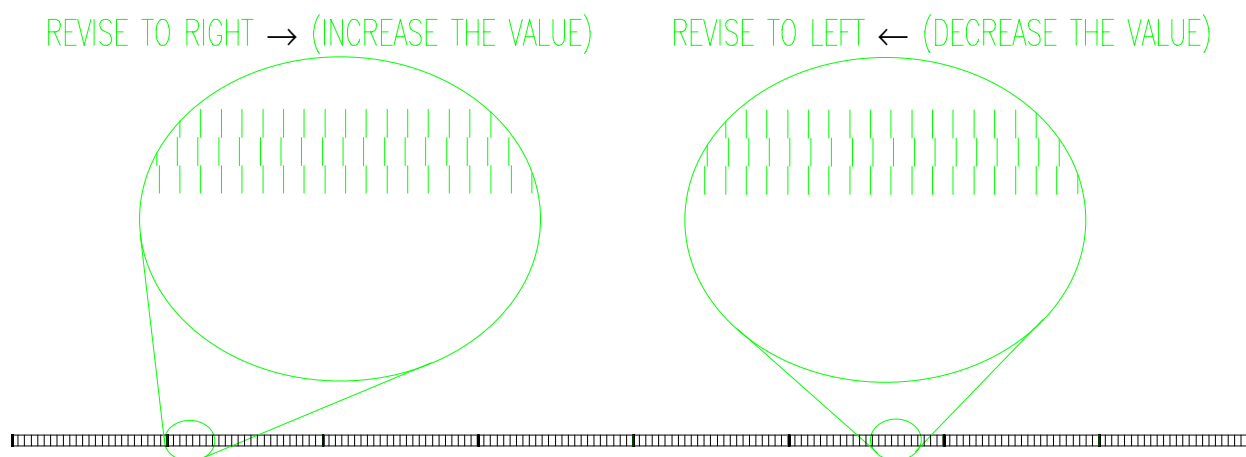 REVISE TO RIGHT → (INCREASE THE VALUE)
REVISE TO LEFT ← (DECREASE THE VALUE)